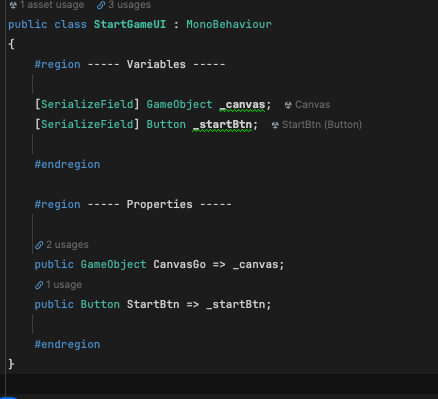 1 asset usage 3 usages
public class StartGameUI : MonoBehaviour
{
#region ----- Variables -----
[SerializeField] GameObject _canvas; Canvas
[SerializeField] Button _startBtn; StartBtn (Button)
#endregion
#region ----- Properties -----
2 usages
public GameObject CanvasGo => _canvas;
1 usage
public Button StartBtn => _startBtn;
#endregion
}